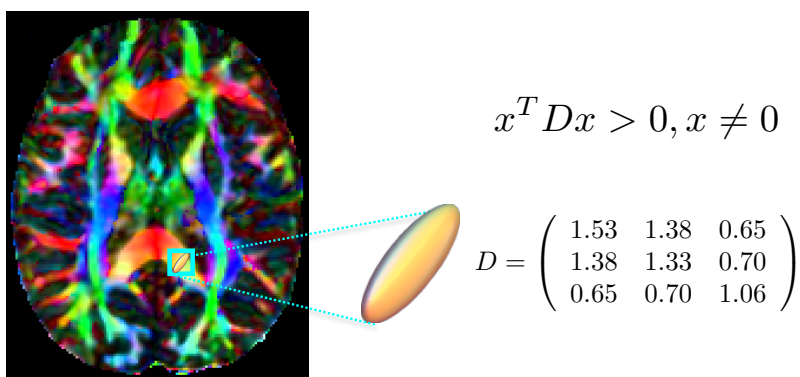 x^T Dx > 0, x ≠ 0
D = ( 1.53 1.38 0.65
1.38 1.33 0.70
0.65 0.70 1.06 )